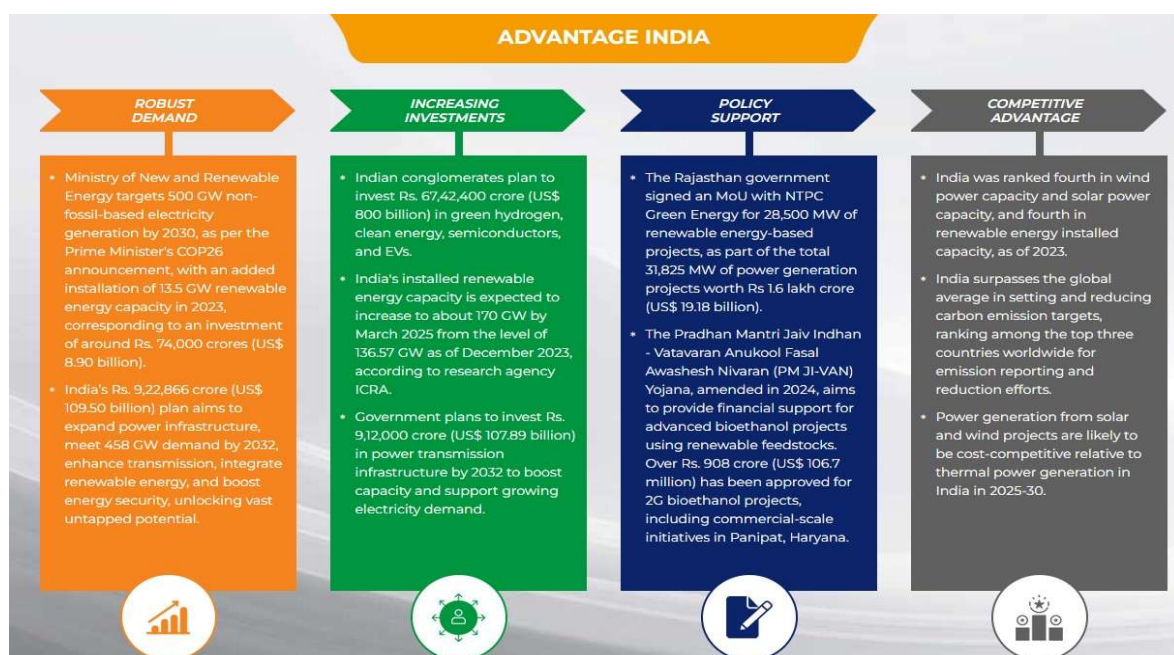 ADVANTAGE INDIA
ROBUST
DEMAND
• Ministry of New and Renewable
Energy targets 500 GW non-
fossil-based electricity
generation by 2030, as per the
Prime Minister's COP26
announcement, with an added
installation of 13.5 GW renewable
energy capacity in 2023,
corresponding to an investment
of around Rs. 74,000 crores (US$
8.90 billion).
• India's Rs. 9,22,866 crore (US$
109.50 billion) plan aims to
expand power infrastructure,
meet 458 GW demand by 2032,
enhance transmission, integrate
renewable energy, and boost
energy security, unlocking vast
untapped potential.
INCREASING
INVESTMENTS
• Indian conglomerates plan to
invest Rs. 67,42,400 crore (US$
800 billion) in green hydrogen,
clean energy, semiconductors,
and EVs.
• India's installed renewable
energy capacity is expected to
increase to about 170 GW by
March 2025 from the level of
136.57 GW as of December 2023,
according to research agency
ICRA.
• Government plans to invest Rs.
9,12,000 crore (US$ 107.89 billion)
in power transmission
infrastructure by 2032 to boost
capacity and support growing
electricity demand.
POLICY
SUPPORT
• The Rajasthan government
signed an MoU with NTPC
Green Energy for 28,500 MW of
renewable energy-based
projects, as part of the total
31,825 MW of power generation
projects worth Rs 1.6 lakh crore
(US$ 19.18 billion).
• The Pradhan Mantri Jaiv Indhan
- Vatavaran Anukool Fasal
Awashesh Nivaran (PM JI-VAN)
Yojana, amended in 2024, aims
to provide financial support for
advanced bioethanol projects
using renewable feedstocks.
Over Rs. 908 crore (US$ 106.7
million) has been approved for
2G bioethanol projects,
including commercial-scale
initiatives in Panipat, Haryana.
COMPETITIVE
ADVANTAGE
• India was ranked fourth in wind
power capacity and solar power
capacity, and fourth in
renewable energy installed
capacity, as of 2023.
• India surpasses the global
average in setting and reducing
carbon emission targets,
ranking among the top three
countries worldwide for
emission reporting and
reduction efforts.
• Power generation from solar
and wind projects are likely to
be cost-competitive relative to
thermal power generation in
India in 2025-30.